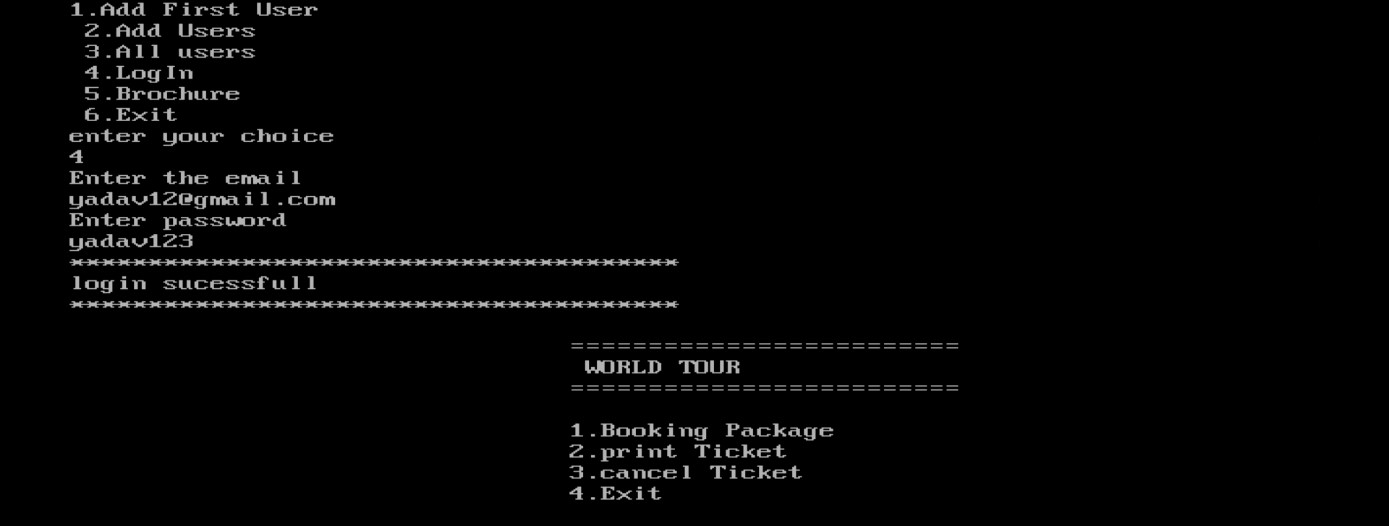 1.Add First User
2.Add Users
3.All users
4.LogIn
5.Brochure
6.Exit
enter your choice
4
Enter the email
yadav12@gmail.com
Enter password
yadav123
***************************************
login sucessfull
***************************************
=========================
WORLD TOUR
=========================
1.Booking Package
2.print Ticket
3.cancel Ticket
4.Exit